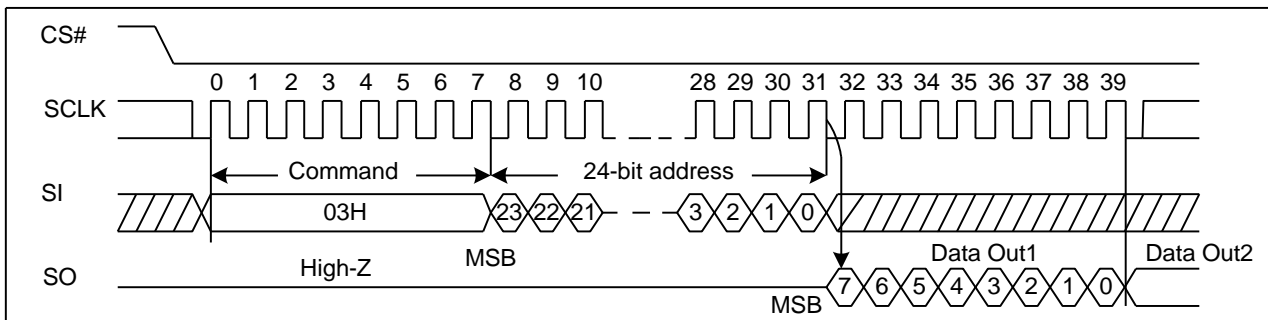 CS#
0 1 2 3 4 5 6 7 8 9 10 28 29 30 31 32 33 34 35 36 37 38 39
SCLK
Command 24-bit address
SI
03H 23 22 21 3 2 1 0
High-Z MSB Data Out1 Data Out2
SO
MSB 7 6 5 4 3 2 1 0